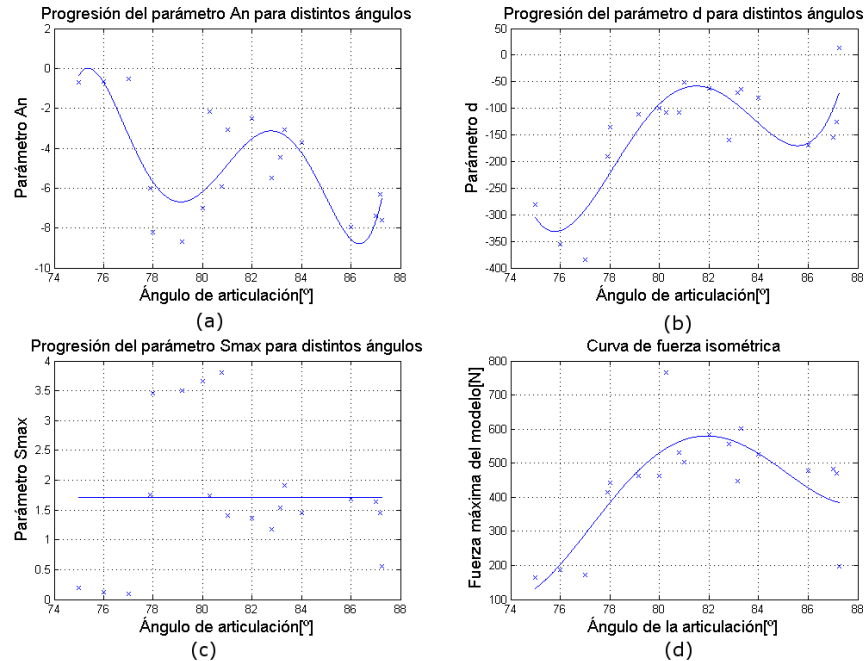 Progresión del parámetro An para distintos ángulos
2
0
-2
-4
-6
-8
-10
74 76 78 80 82 84 86 88
Parámetro An
Ángulo de articulación[º]
(a)
Progresión del parámetro d para distintos ángulos
50
0
-50
-100
-150
-200
-250
-300
-350
-400
74 76 78 80 82 84 86 88
Parámetro d
Ángulo de articulación[º]
(b)
Progresión del parámetro Smax para distintos ángulos
4
3.5
3
2.5
2
1.5
1
0.5
0
74 76 78 80 82 84 86 88
Parámetro Smax
Ángulo de articulación[º]
(c)
Curva de fuerza isométrica
800
700
600
500
400
300
200
100
74 76 78 80 82 84 86 88
Fuerza máxima del modelo[N]
Ángulo de la articulación[º]
(d)